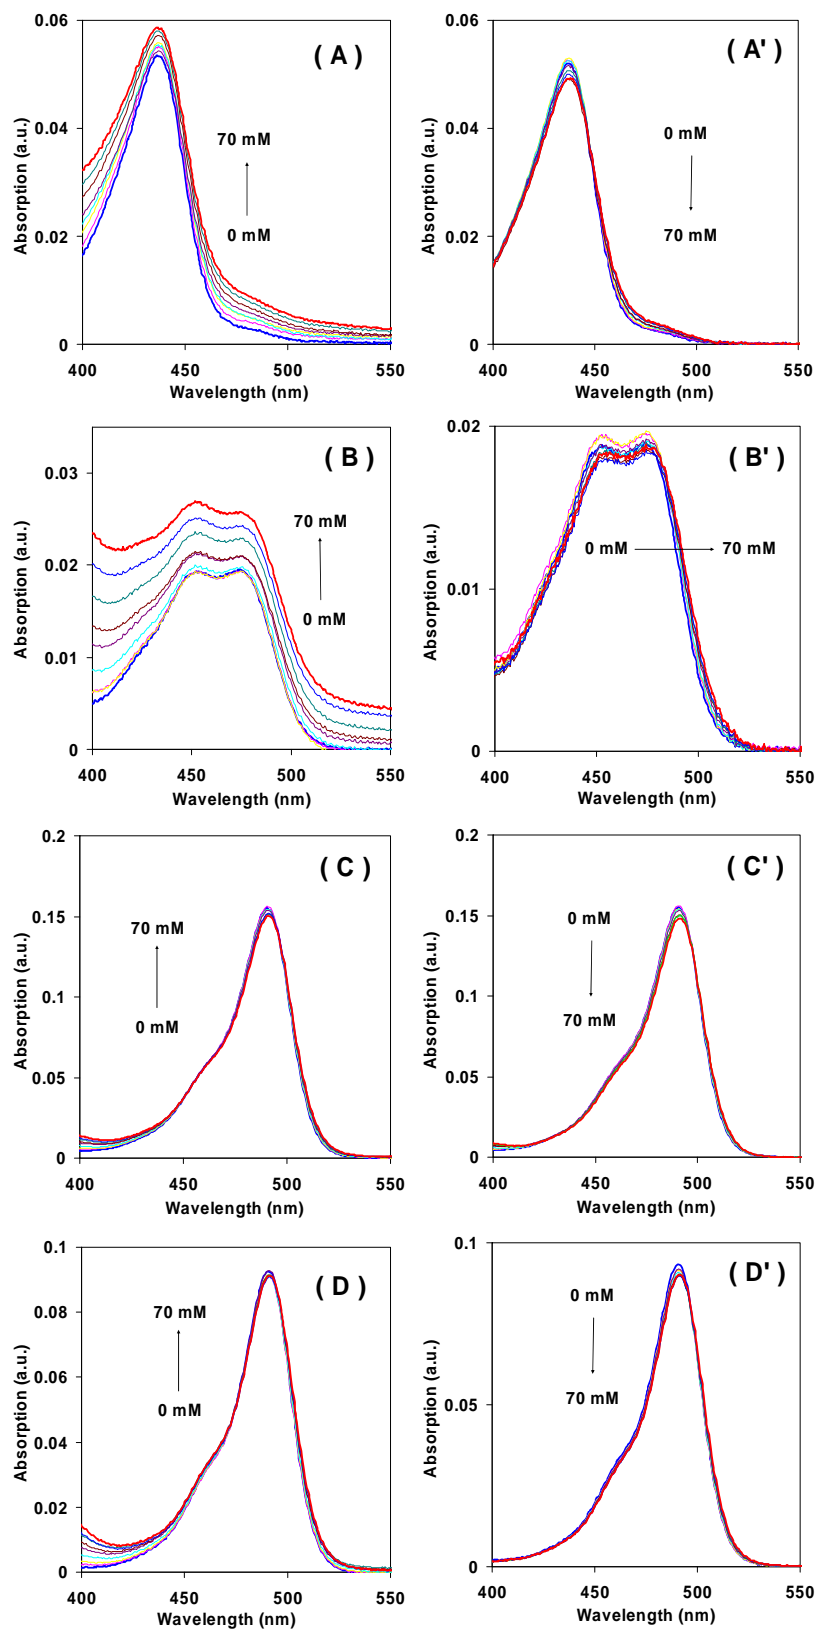 0.06
0.04
0.02
0
Absorption (a.u.)
( A )
70 mM
0 mM
400 450 500 550
Wavelength (nm)
0.06
0.04
0.02
0
Absorption (a.u.)
( A' )
0 mM
70 mM
400 450 500 550
Wavelength (nm)
0.03
0.02
0.01
0
Absorption (a.u.)
( B )
70 mM
0 mM
400 450 500 550
Wavelength (nm)
0.02
0.01
0
Absorption (a.u.)
( B' )
0 mM 70 mM
400 450 500 550
Wavelength (nm)
0.2
0.15
0.1
0.05
0
Absorption (a.u.)
( C )
70 mM
0 mM
400 450 500 550
Wavelength (nm)
0.2
0.15
0.1
0.05
0
Absorption (a.u.)
( C' )
0 mM
70 mM
400 450 500 550
Wavelength (nm)
0.1
0.08
0.06
0.04
0.02
0
Absorption (a.u.)
( D )
70 mM
0 mM
400 450 500 550
Wavelength (nm)
0.1
0.05
0
Absorption (a.u.)
( D' )
0 mM
70 mM
400 450 500 550
Wavelength (nm)